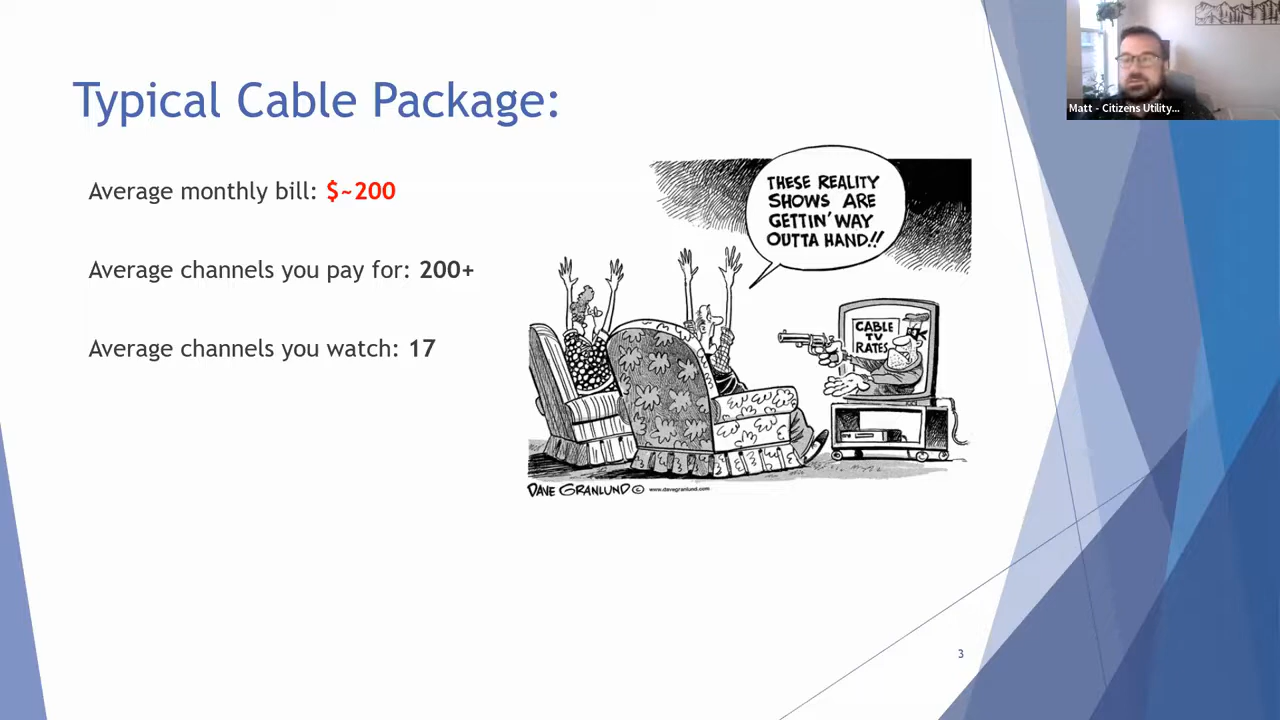 Typical Cable Package:
Matt - Citizens Utility...
Average monthly bill: $~200
Average channels you pay for: 200+
Average channels you watch: 17
THESE REALITY
SHOWS ARE
GETTIN' WAY
OUTTA HAND!!
CABLE
TV
RATES
DAVE GRANLUND © www.davegranlund.com
3